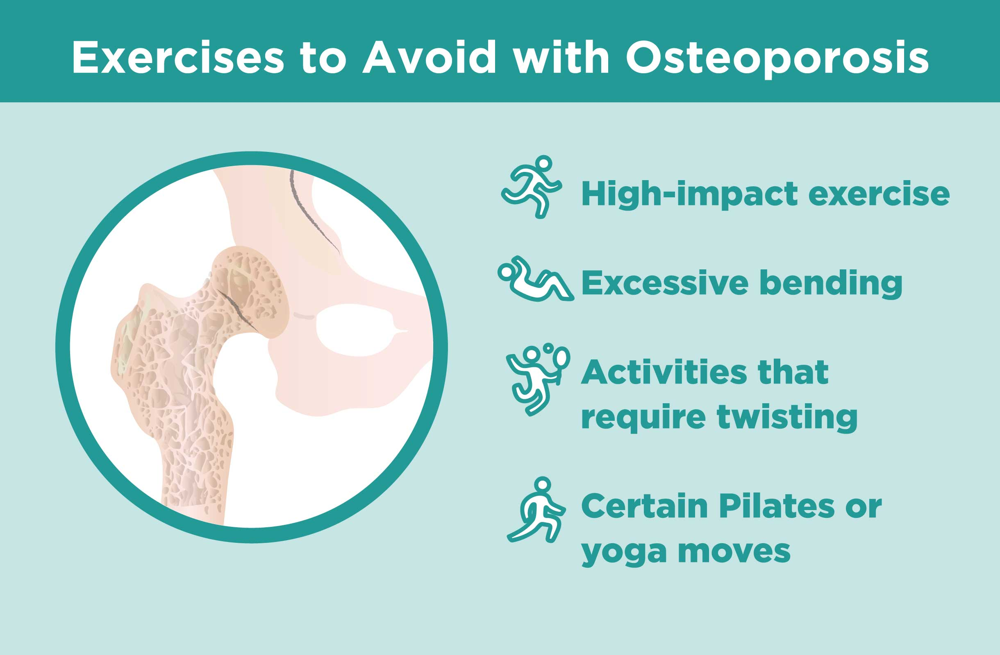 Exercises to Avoid with Osteoporosis
High-impact exercise
Excessive bending
Activities that
require twisting
Certain Pilates or
yoga moves